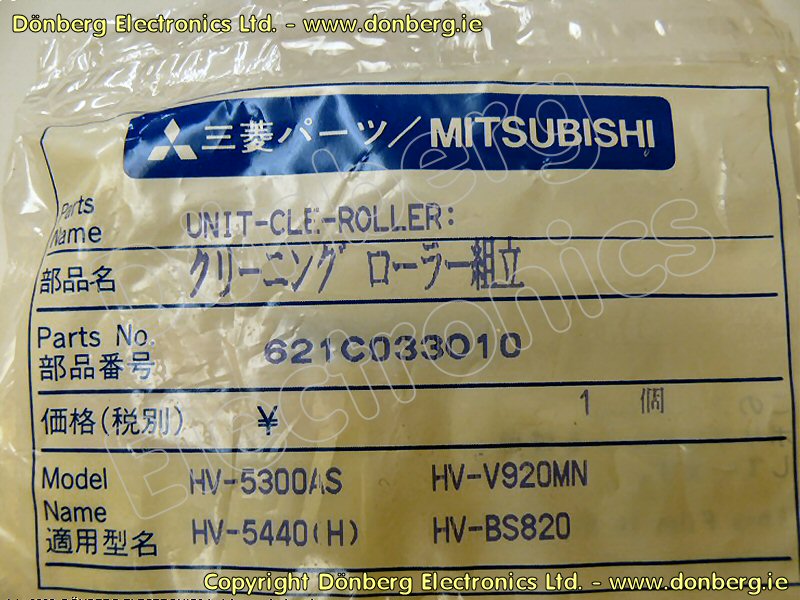 Dönberg Electronics Ltd. - www.donberg.ie
三菱パーツ/MITSUBISHI
Parts Name
UNIT-CLE-ROLLER:
部品名
クリーニング ローラー組立
Parts No.
部品番号
621C033010
価格(税別) ¥ 1 個
Model Name
適用型名
HV-5300AS HV-V920MN
HV-5440(H) HV-BS820
Dönberg Electronics
Copyright Dönberg Electronics Ltd. - www.donberg.ie